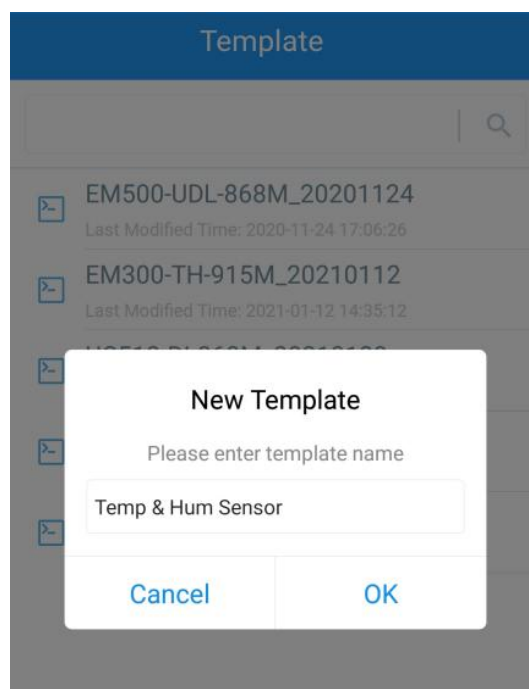 Template
EM500-UDL-868M_20201124
Last Modified Time: 2020-11-24 17:06:26
EM300-TH-915M_20210112
Last Modified Time: 2021-01-12 14:35:12
New Template
Please enter template name
Temp & Hum Sensor
Cancel
OK